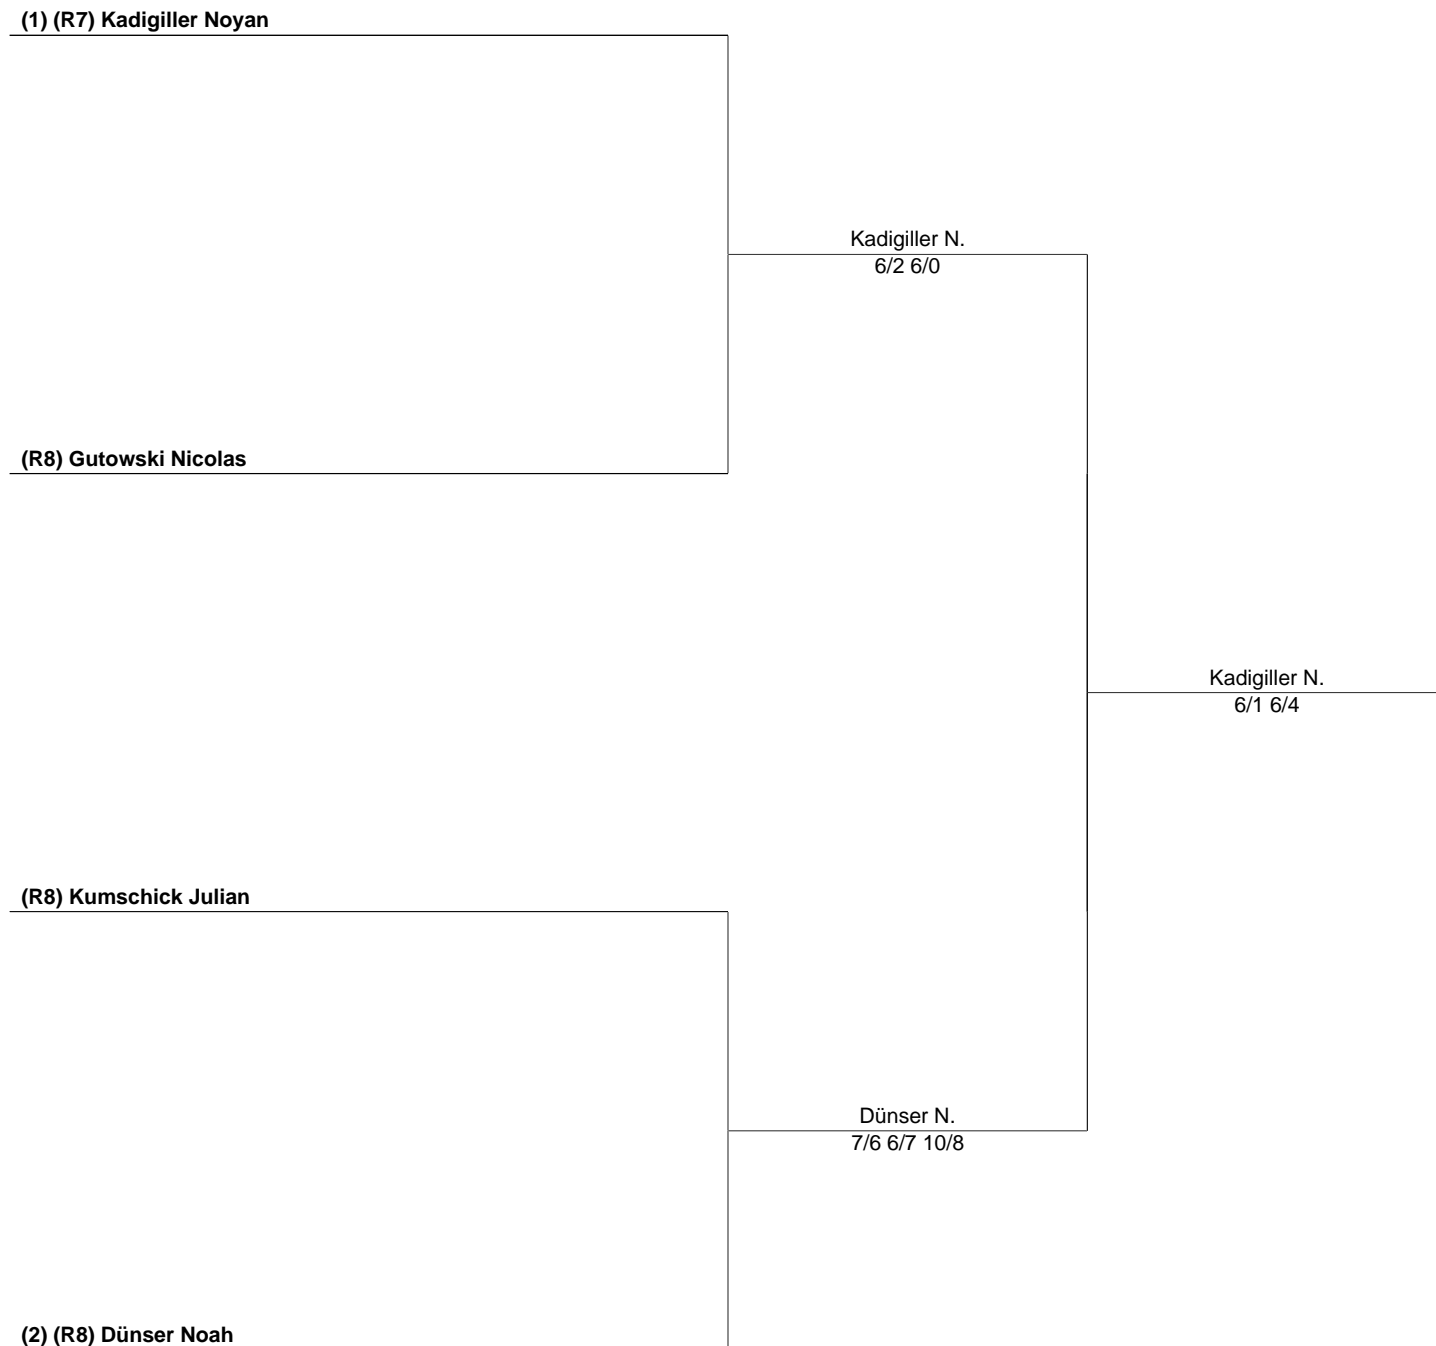 (1) (R7) Kadigiller Noyan
Kadigiller N.
6/2 6/0
(R8) Gutowski Nicolas
Kadigiller N.
6/1 6/4
(R8) Kumschick Julian
Dünser N.
7/6 6/7 10/8
(2) (R8) Dünser Noah